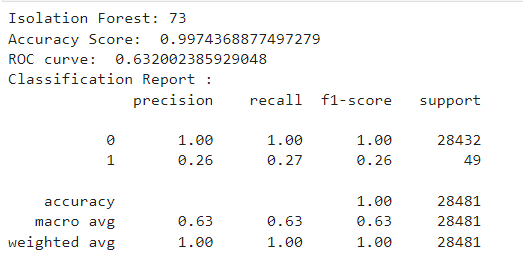 Isolation Forest: 73
Accuracy Score:  0.9974368877497279
ROC curve:  0.632002385929048
Classification Report :
              precision    recall  f1-score   support

           0       1.00      1.00      1.00     28432
           1       0.26      0.27      0.26        49

    accuracy                           1.00     28481
   macro avg       0.63      0.63      0.63     28481
weighted avg       1.00      1.00      1.00     28481